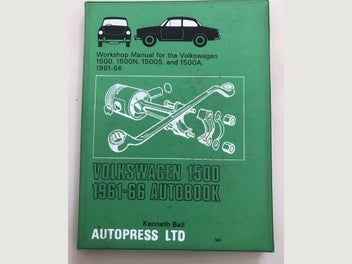 Workshop Manual for the Volkswagen
1500, 1500N, 1500S, and 1500A,
1961-66
VOLKSWAGEN 1500
1961-66 AUTOBOOK
Kenneth Ball
AUTOPRESS LTD